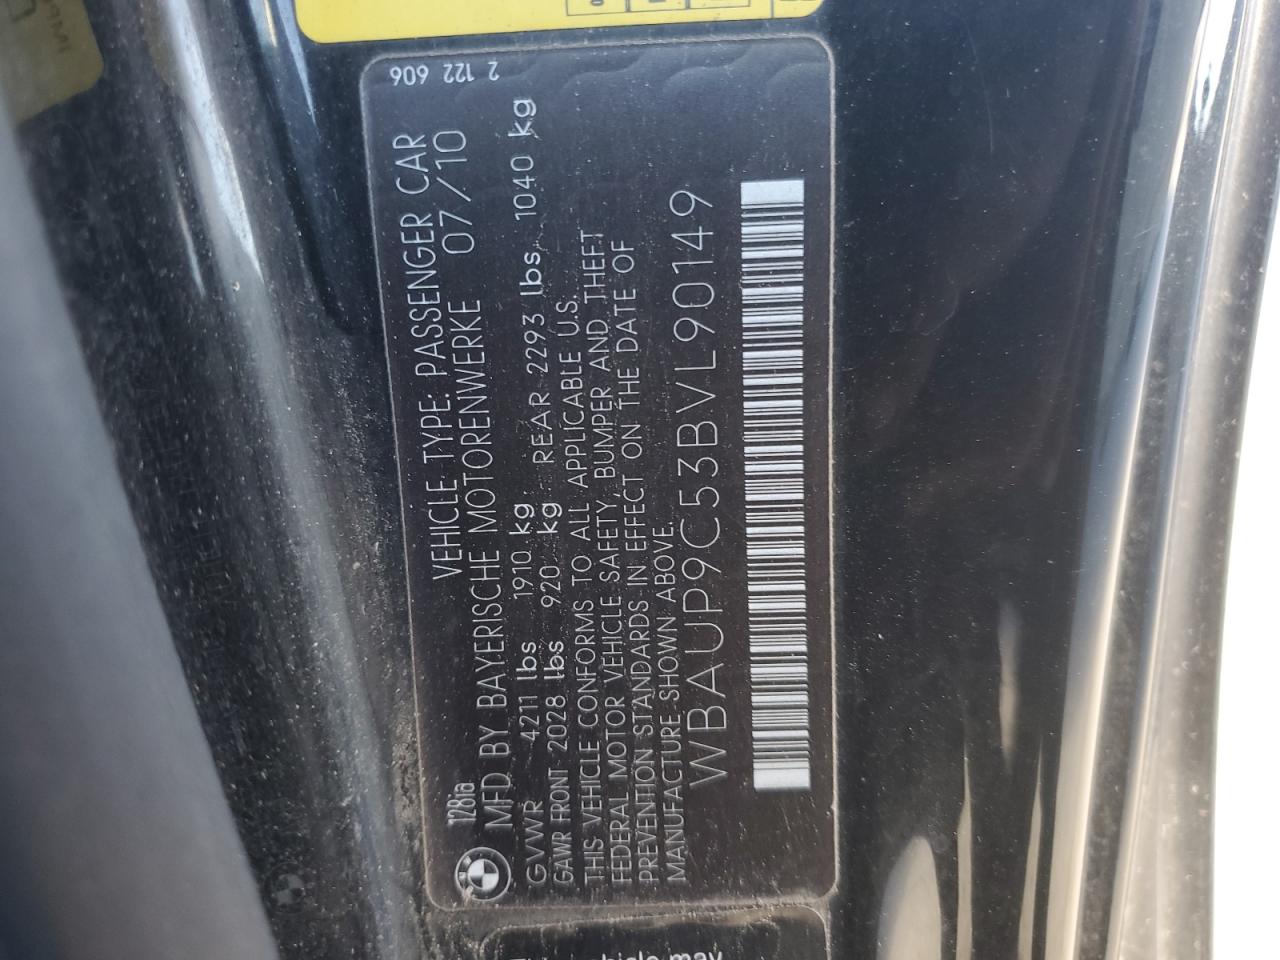 2 122 606
128ia VEHICLE TYPE: PASSENGER CAR
MFD. BY BAYERISCHE MOTORENWERKE 07/10
GVWR 4211 lbs 1910 kg,
GAWR FRONT 2028 lbs 920 kg, REAR 2293 lbs, 1040 kg
THIS VEHICLE CONFORMS TO ALL APPLICABLE U.S.
FEDERAL MOTOR VEHICLE SAFETY, BUMPER AND THEFT
PREVENTION STANDARDS IN EFFECT ON THE DATE OF
MANUFACTURE SHOWN ABOVE.
WBAUP9C53BVL90149
may